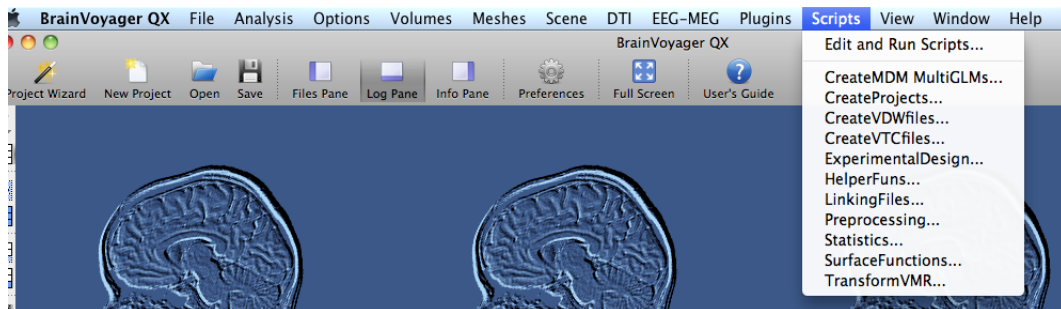 BrainVoyager QX File Analysis Options Volumes Meshes Scene DTI EEG-MEG Plugins Scripts View Window Help
BrainVoyager QX
Project Wizard New Project Open Save Files Pane Log Pane Info Pane Preferences Full Screen User's Guide
Edit and Run Scripts...
CreateMDM MultiGLMs...
CreateProjects...
CreateVDWfiles...
CreateVTCfiles...
ExperimentalDesign...
HelperFuns...
LinkingFiles...
Preprocessing...
Statistics...
SurfaceFunctions...
TransformVMR...